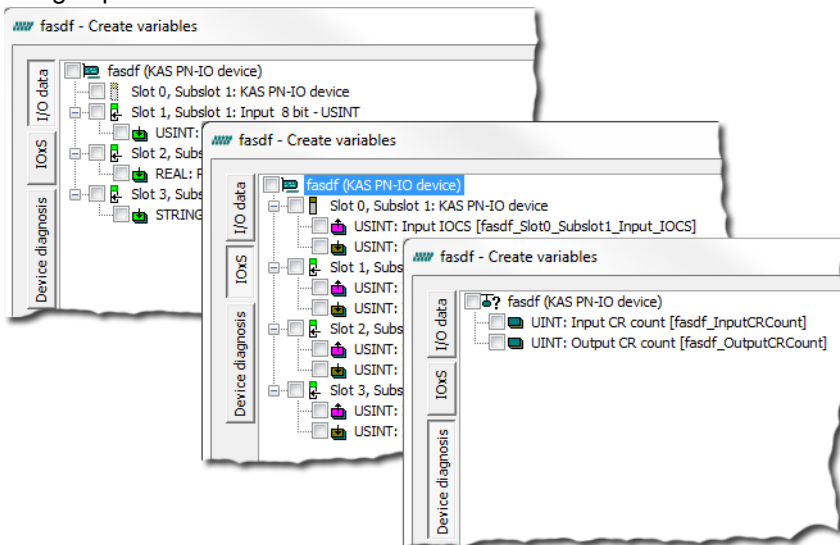 fasdf - Create variables
I/O data
IOxS
Device diagnosis
fasdf (KAS PN-IO device)
Slot 0, Subslot 1: KAS PN-IO device
Slot 1, Subslot 1: Input 8 bit - USINT
USINT:
Slot 2, Subs
REAL:
Slot 3, Subs
STRING
fasdf - Create variables
I/O data
IOxS
Device diagnosis
fasdf (KAS PN-IO device)
Slot 0, Subslot 1: KAS PN-IO device
USINT: Input IOCS [fasdf_Slot0_Subslot1_Input_IOCS]
USINT:
Slot 1, Subs
USINT:
USINT:
Slot 2, Subs
USINT:
USINT:
Slot 3, Subs
USINT:
USINT:
fasdf - Create variables
I/O data
IOxS
Device diagnosis
fasdf (KAS PN-IO device)
UINT: Input CR count [fasdf_InputCRCount]
UINT: Output CR count [fasdf_OutputCRCount]